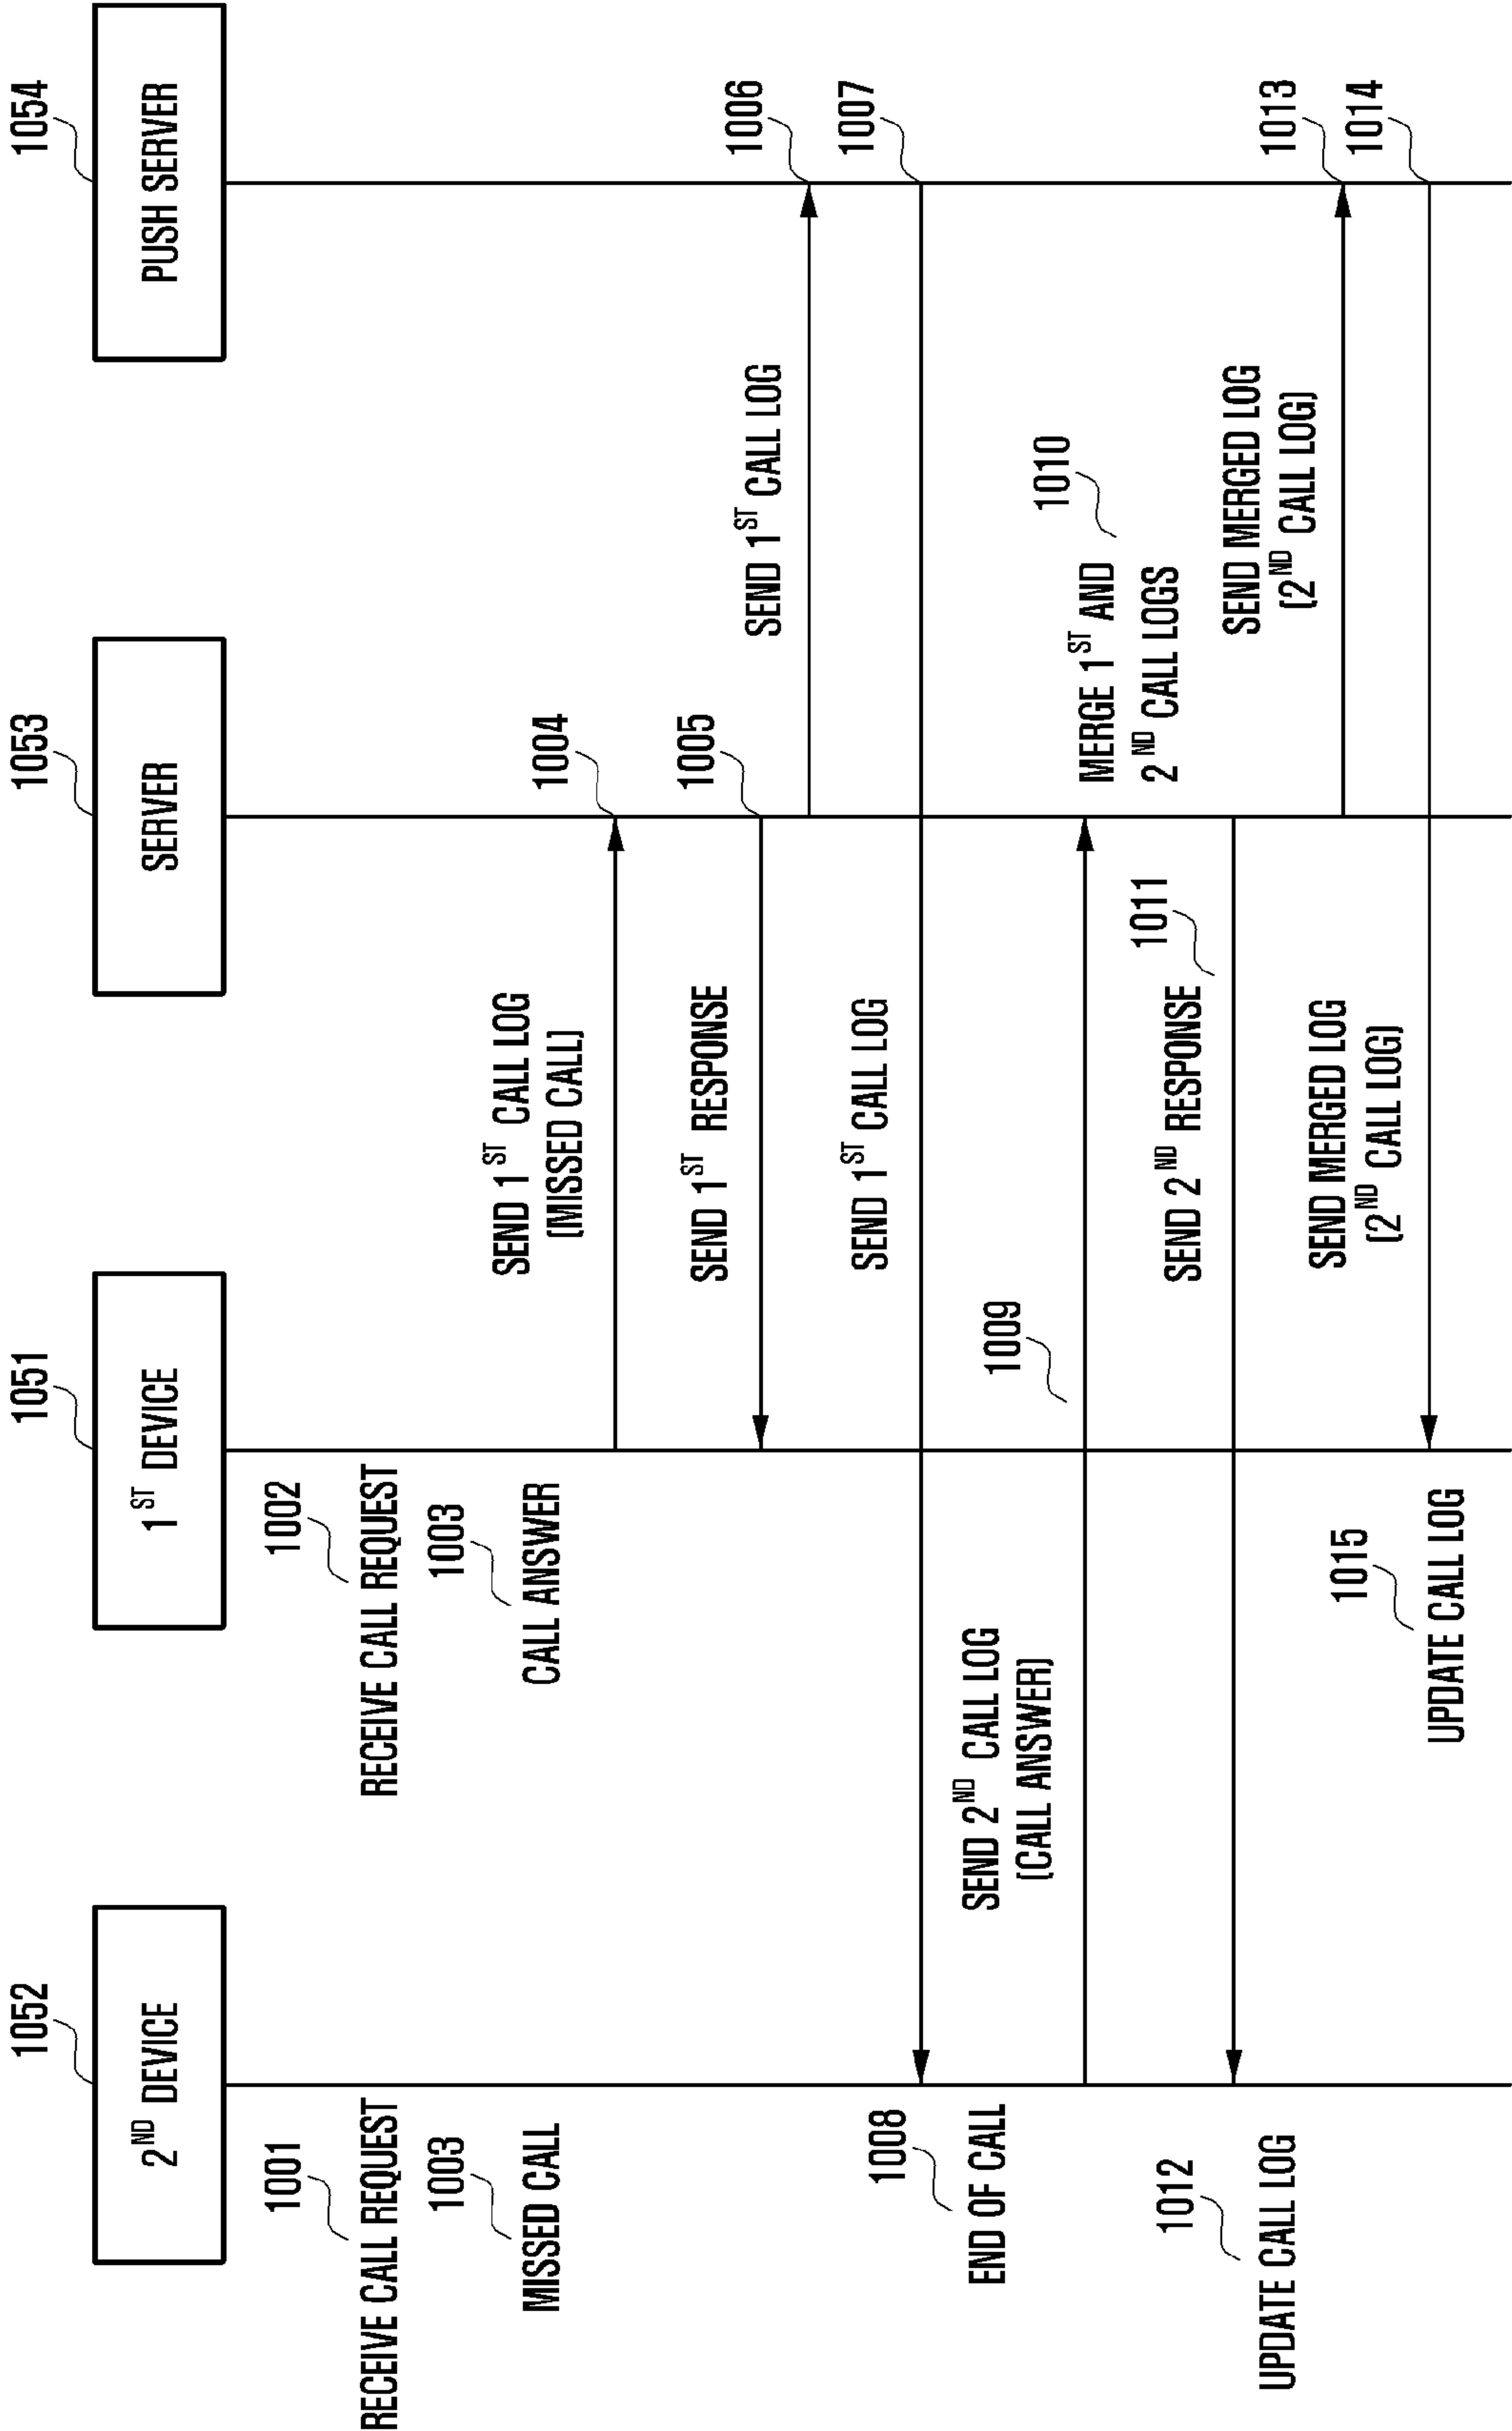 1052
1051
1053
1054
2ND DEVICE
1ST DEVICE
SERVER
PUSH SERVER
1001
RECEIVE CALL REQUEST
1002
RECEIVE CALL REQUEST
1003
MISSED CALL
1003
CALL ANSWER
SEND 1ST CALL LOG
(MISSED CALL)
1004
SEND 1ST RESPONSE
1005
SEND 1ST CALL LOG
1006
SEND 1ST CALL LOG
1007
1008
END OF CALL
SEND 2ND CALL LOG
(CALL ANSWER)
1009
1010
MERGE 1ST AND
2ND CALL LOGS
SEND 2ND RESPONSE
1011
1012
UPDATE CALL LOG
SEND MERGED LOG
(2ND CALL LOG)
1013
SEND MERGED LOG
(2ND CALL LOG)
1014
1015
UPDATE CALL LOG